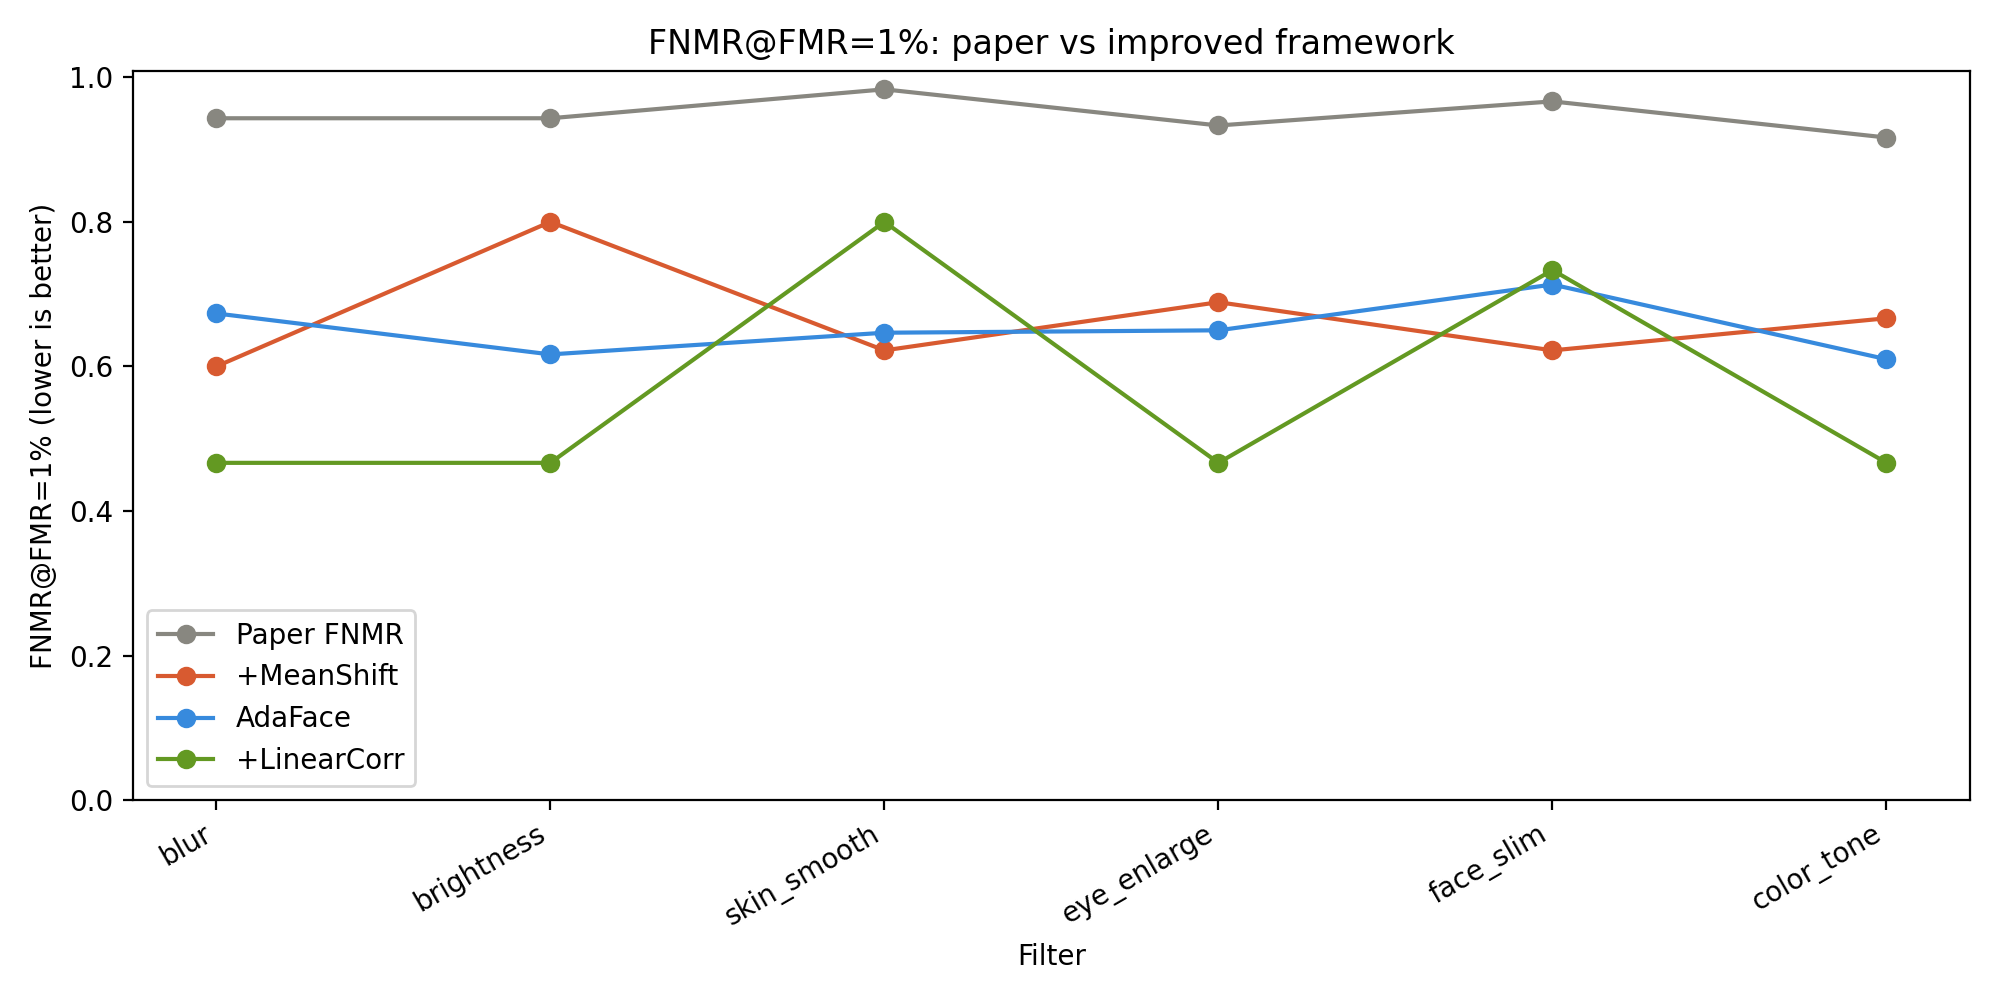 FNMR@FMR=1%: paper vs improved framework
FNMR@FMR=1% (lower is better)
1.0
0.8
0.6
0.4
0.2
0.0
Paper FNMR
+MeanShift
AdaFace
+LinearCorr
blur
brightness
skin_smooth
eye_enlarge
face_slim
color_tone
Filter